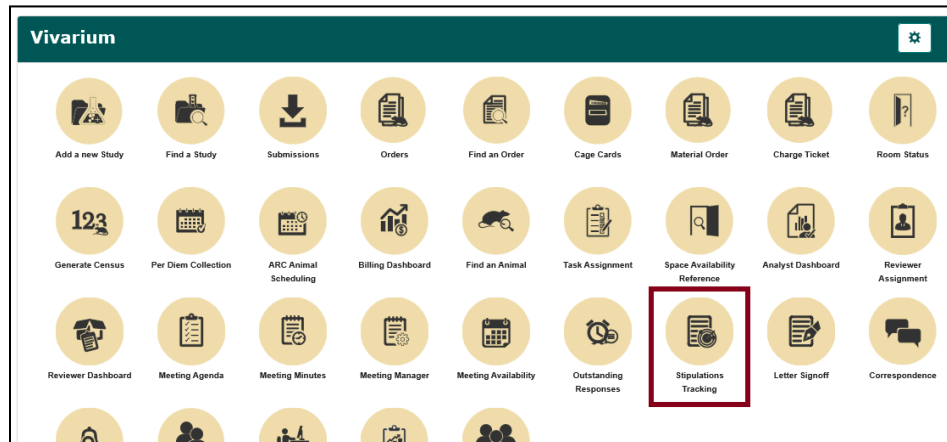 Vivarium
Add a new Study
Find a Study
Submissions
Orders
Find an Order
Cage Cards
Material Order
Charge Ticket
Room Status
?
123
Generate Census
Per Diem Collection
ARC Animal
Scheduling
Billing Dashboard
Find an Animal
Task Assignment
Space Availability
Reference
Analyst Dashboard
Reviewer
Assignment
Reviewer Dashboard
Meeting Agenda
Meeting Minutes
Meeting Manager
Meeting Availability
Outstanding
Responses
Stipulations
Tracking
Letter Signoff
Correspondence